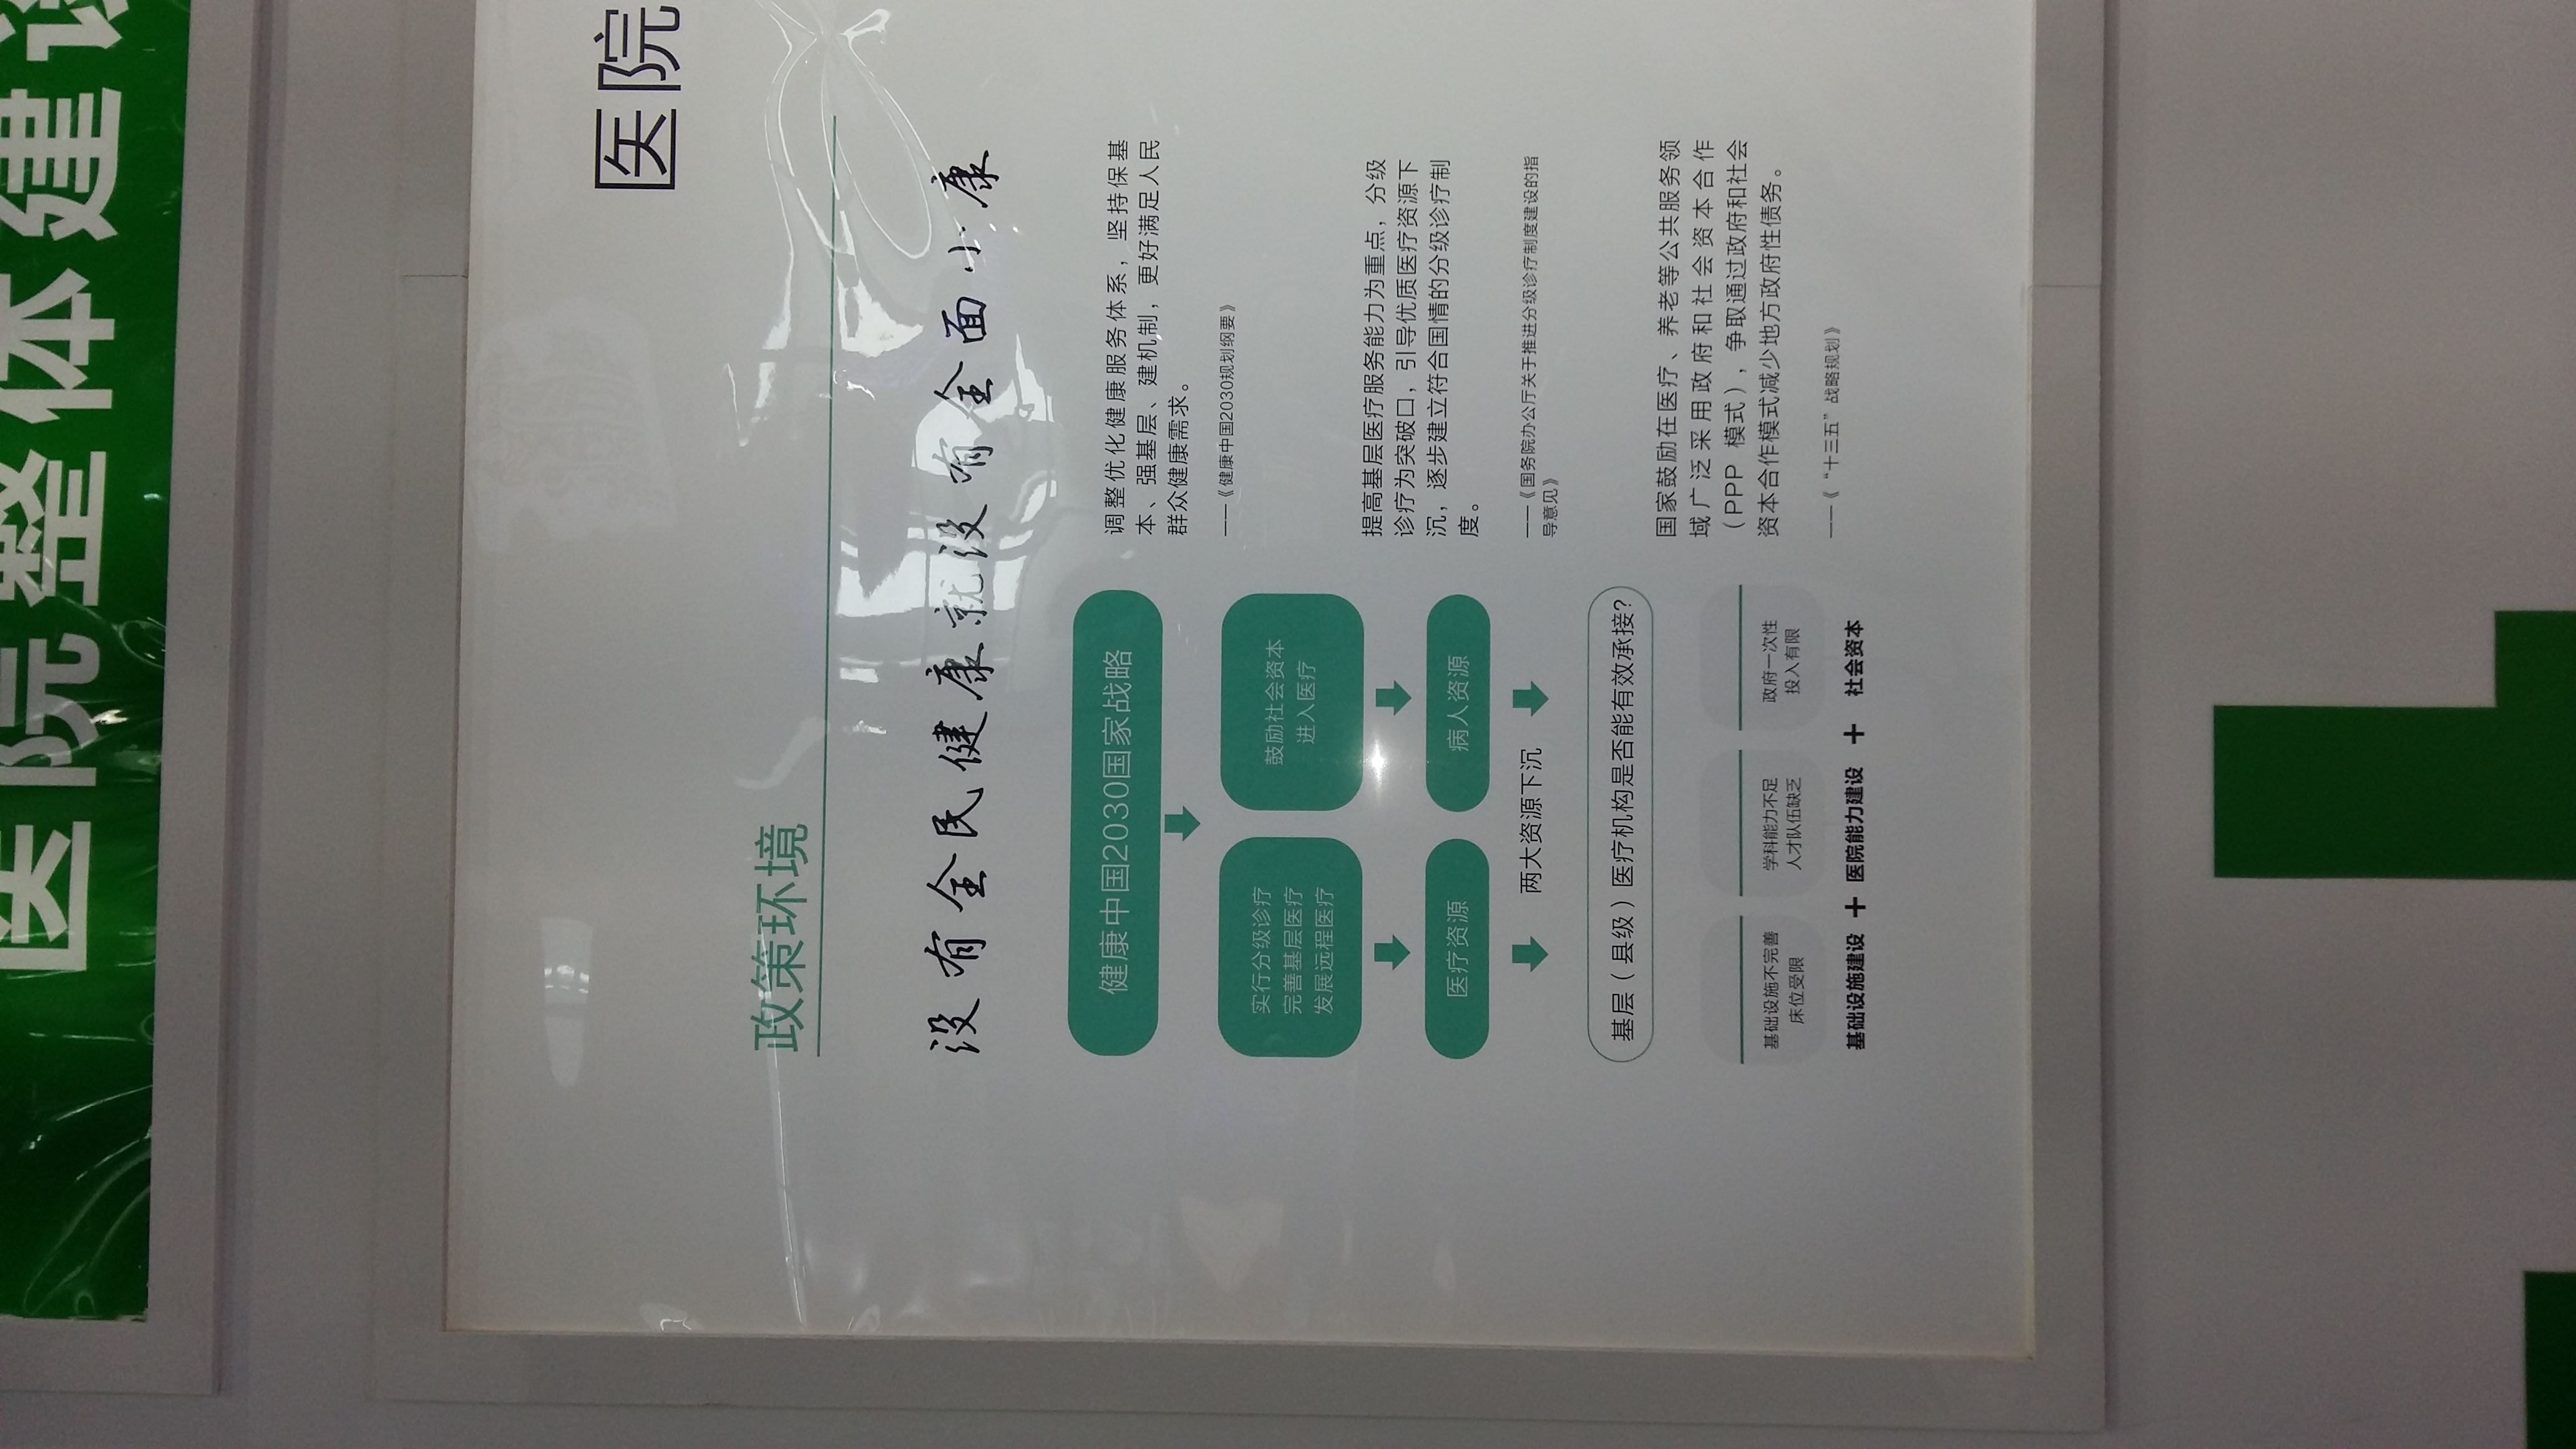 医院整体建设
医院
政策环境
没有全民健康就没有全面小康
健康中国2030国家战略
实行分级诊疗
完善基层医疗
发展远程医疗
鼓励社会资本
进入医疗
医疗资源
病人资源
两大资源下沉
基层（县级）医疗机构是否能有效承接?
基础设施不完善
床位受限
学科能力不足
人才队伍缺乏
政府一次性
投入有限
基础设施建设 + 医院能力建设 + 社会资本
调整优化健康服务体系，坚持保基
本、强基层、建机制，更好满足人民
群众健康需求。
——《健康中国2030规划纲要》
提高基层医疗服务能力为重点，分级
诊疗为突破口，引导优质医疗资源下
沉，逐步建立符合国情的分级诊疗制
度。
——《国务院办公厅关于推进分级诊疗制度建设的指
导意见》
国家鼓励在医疗、养老等公共服务领
域广泛采用政府和社会资本合作
（PPP 模式），争取通过政府和社会
资本合作模式减少地方政府性债务。
——《“十三五”战略规划》